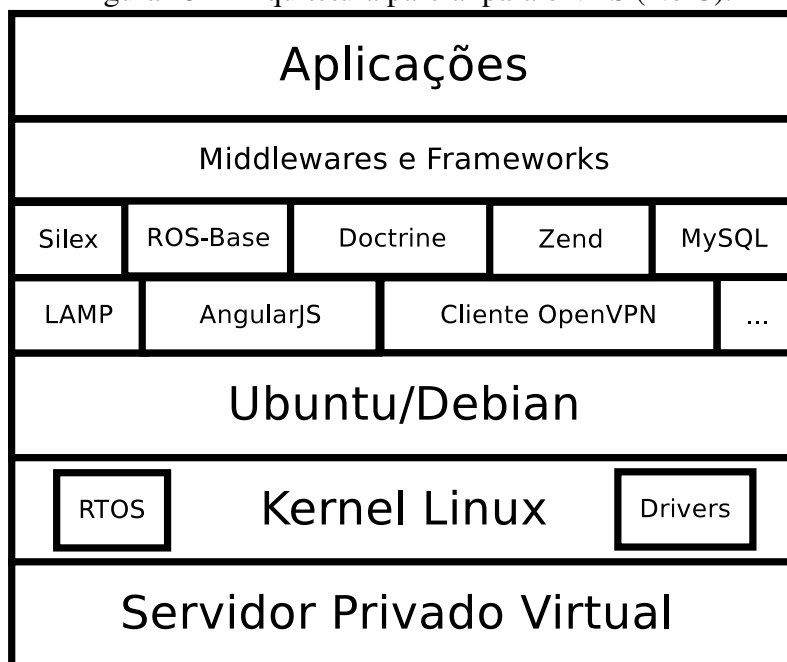 Aplicações
Middlewares e Frameworks
Silex ROS-Base Doctrine Zend MySQL
LAMP AngularJS Cliente OpenVPN ...
Ubuntu/Debian
RTOS Kernel Linux Drivers
Servidor Privado Virtual